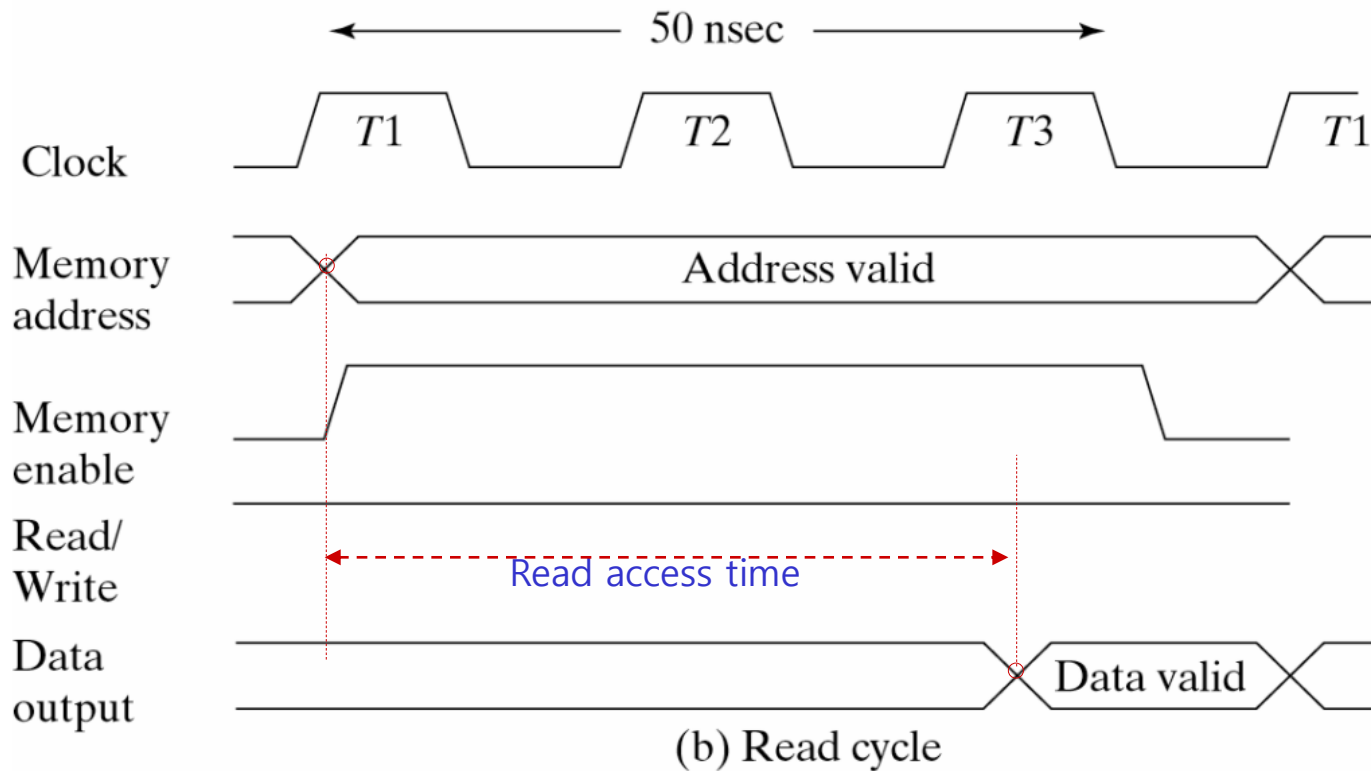 50 nsec
T1
T2
T3
T1
Clock
Memory
address
Address valid
Memory
enable
Read/
Write
Read access time
Data
output
Data valid
(b) Read cycle